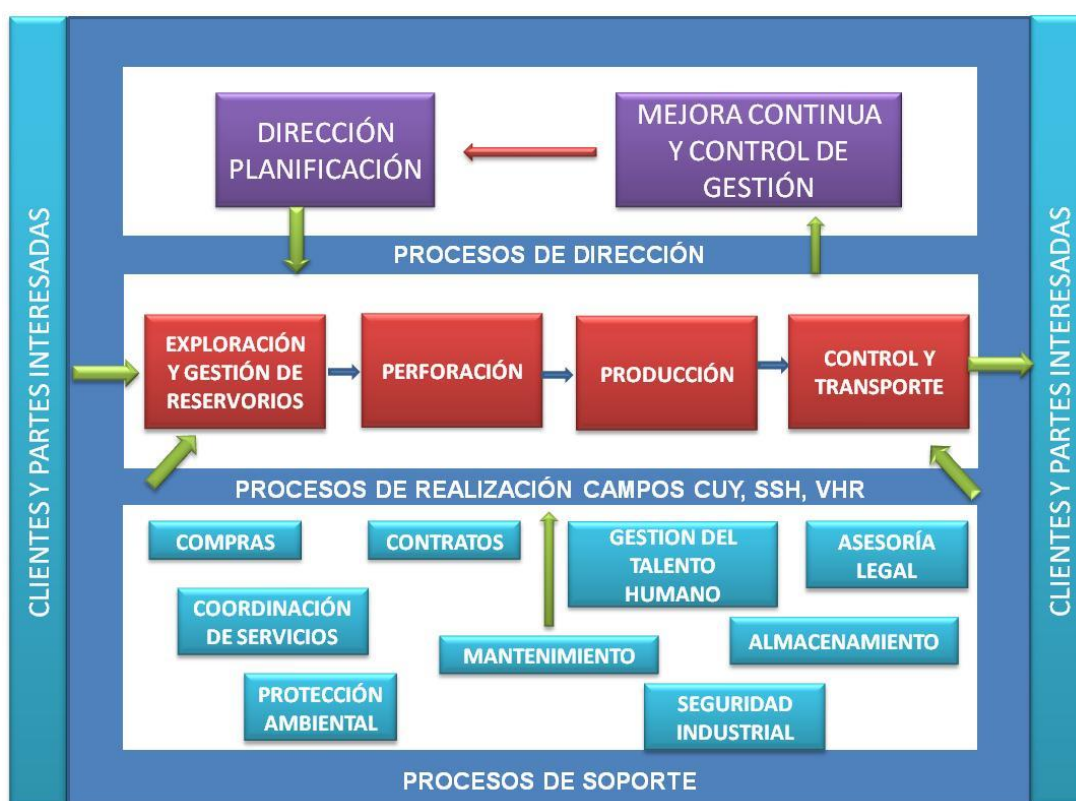 CLIENTES Y PARTES INTERESADAS
DIRECCIÓN
PLANIFICACIÓN
MEJORA CONTINUA
Y CONTROL DE
GESTIÓN
PROCESOS DE DIRECCIÓN
EXPLORACIÓN
Y GESTIÓN DE
RESERVORIOS
PERFORACIÓN
PRODUCCIÓN
CONTROL Y
TRANSPORTE
PROCESOS DE REALIZACIÓN CAMPOS CUY, SSH, VHR
COMPRAS
CONTRATOS
GESTION DEL
TALENTO
HUMANO
ASESORÍA
LEGAL
COORDINACIÓN
DE SERVICIOS
MANTENIMIENTO
ALMACENAMIENTO
PROTECCIÓN
AMBIENTAL
SEGURIDAD
INDUSTRIAL
PROCESOS DE SOPORTE
CLIENTES Y PARTES INTERESADAS